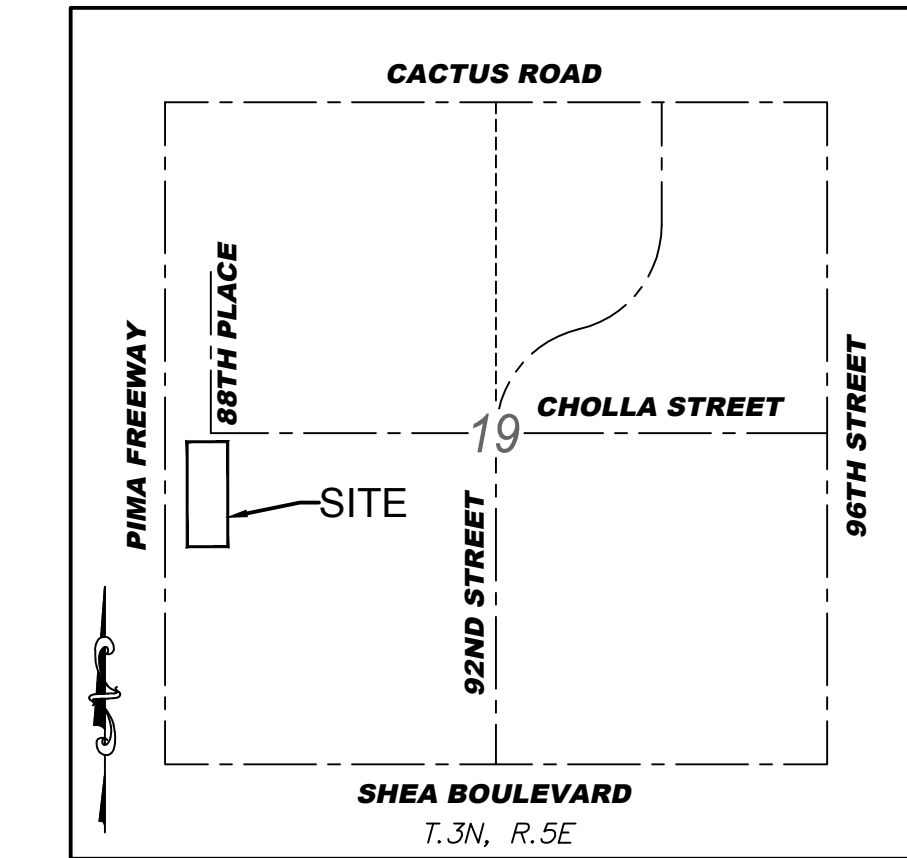 CACTUS ROAD
88TH PLACE
PIMA FREEWAY
CHOLLA STREET
19
96TH STREET
SITE
92ND STREET
SHEA BOULEVARD
T.3N, R.5E